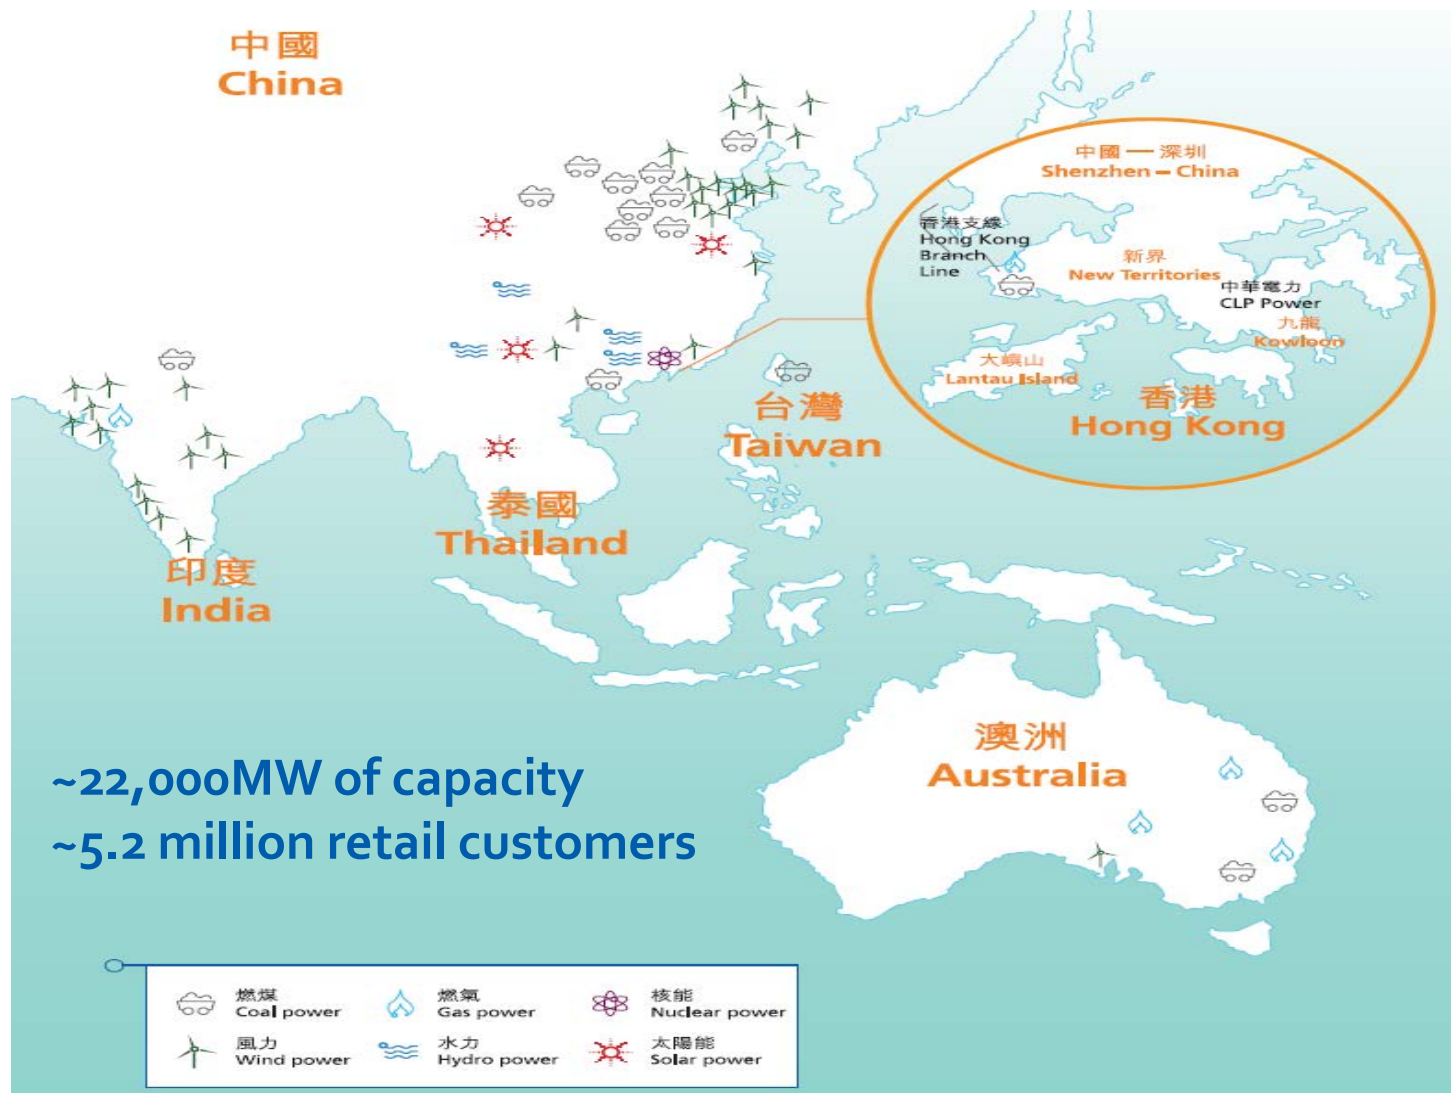 中國
China
中國 — 深圳
Shenzhen – China
香港支線
Hong Kong
Branch
Line
新界
New Territories
中華電力
CLP Power
九龍
Kowloon
大嶼山
Lantau Island
香港
Hong Kong
台灣
Taiwan
泰國
Thailand
印度
India
澳洲
Australia
~22,000MW of capacity
~5.2 million retail customers
燃煤
Coal power
燃氣
Gas power
核能
Nuclear power
風力
Wind power
水力
Hydro power
太陽能
Solar power